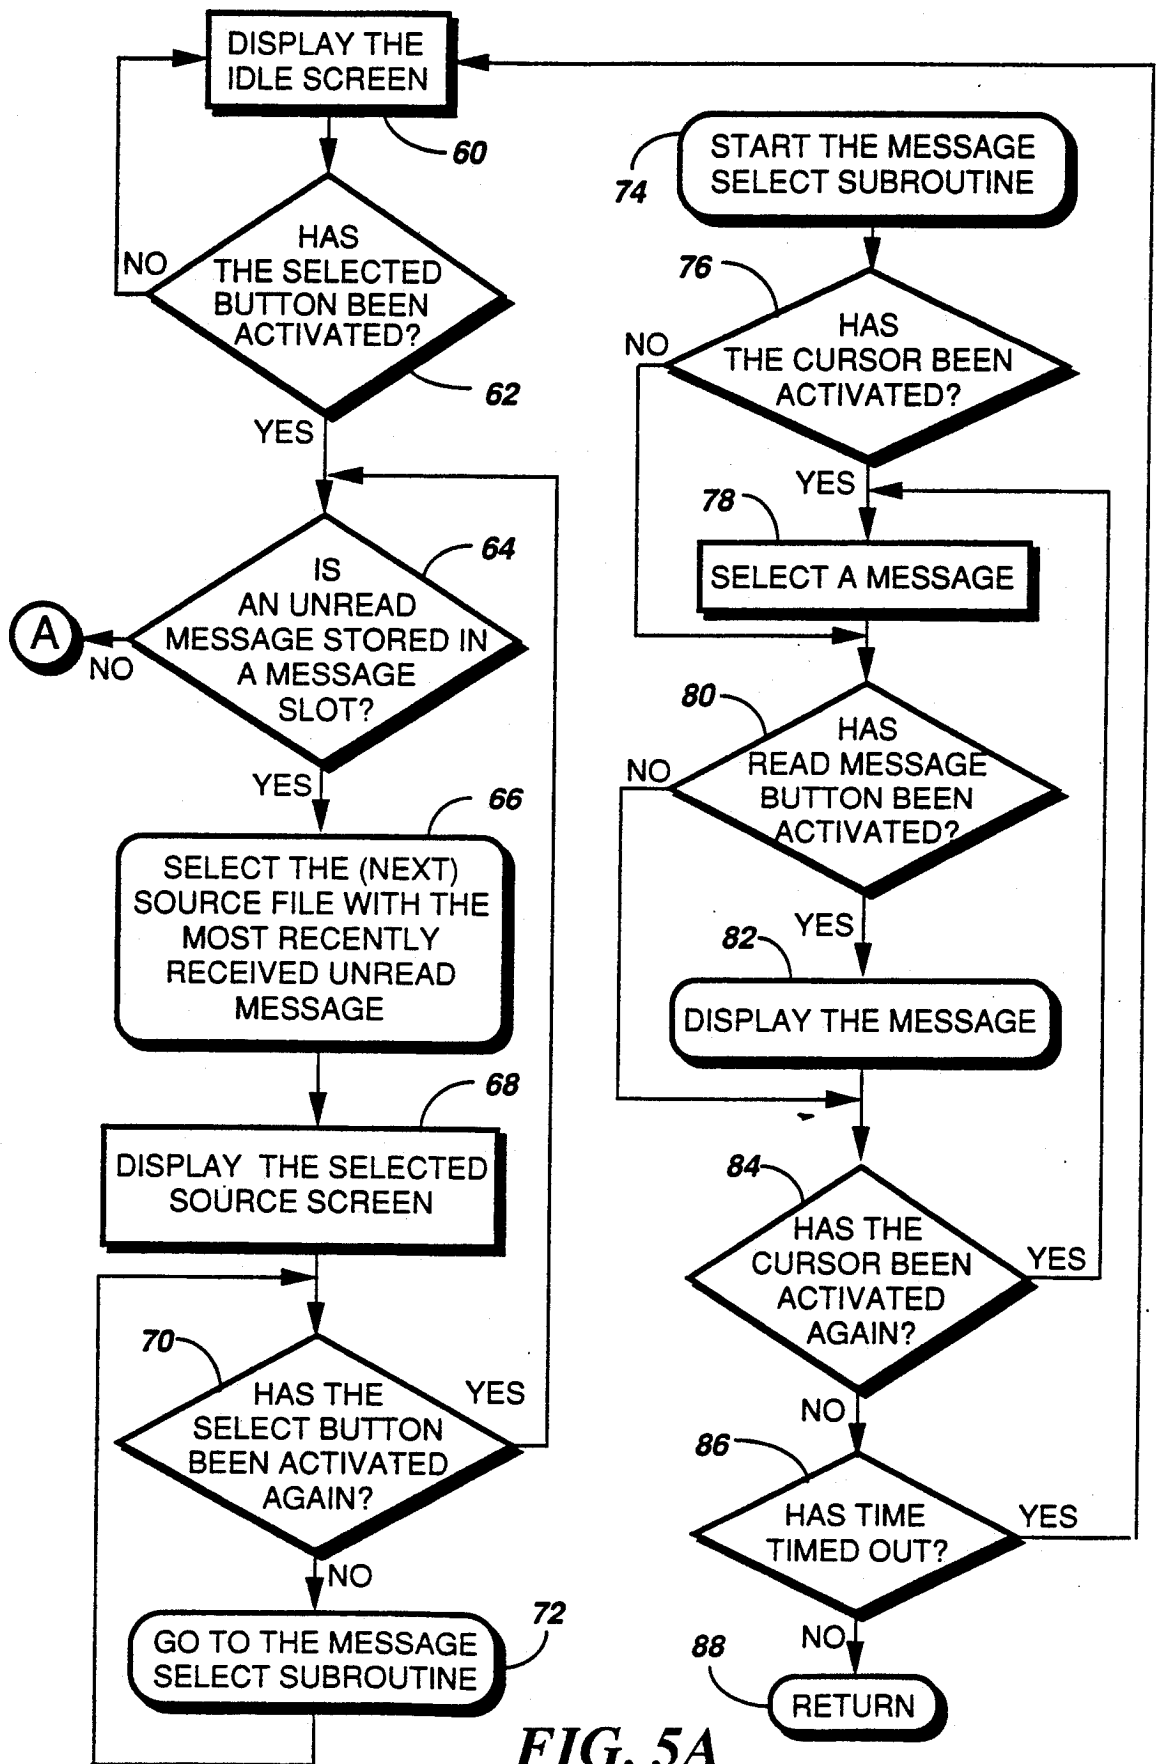 DISPLAY THE
IDLE SCREEN
60
HAS
THE SELECTED
BUTTON BEEN
ACTIVATED?
NO
62
YES
IS
AN UNREAD
MESSAGE STORED IN
A MESSAGE
SLOT?
64
A
NO
YES
66
SELECT THE (NEXT)
SOURCE FILE WITH THE
MOST RECENTLY
RECEIVED UNREAD
MESSAGE
68
DISPLAY THE SELECTED
SOURCE SCREEN
70
HAS THE
SELECT BUTTON
BEEN ACTIVATED
AGAIN?
YES
NO
72
GO TO THE MESSAGE
SELECT SUBROUTINE
74
START THE MESSAGE
SELECT SUBROUTINE
76
HAS
THE CURSOR BEEN
ACTIVATED?
NO
YES
78
SELECT A MESSAGE
80
HAS
READ MESSAGE
BUTTON BEEN
ACTIVATED?
NO
YES
82
DISPLAY THE MESSAGE
84
HAS THE
CURSOR BEEN
ACTIVATED
AGAIN?
YES
NO
86
HAS TIME
TIMED OUT?
YES
NO
88
RETURN
FIG. 5A